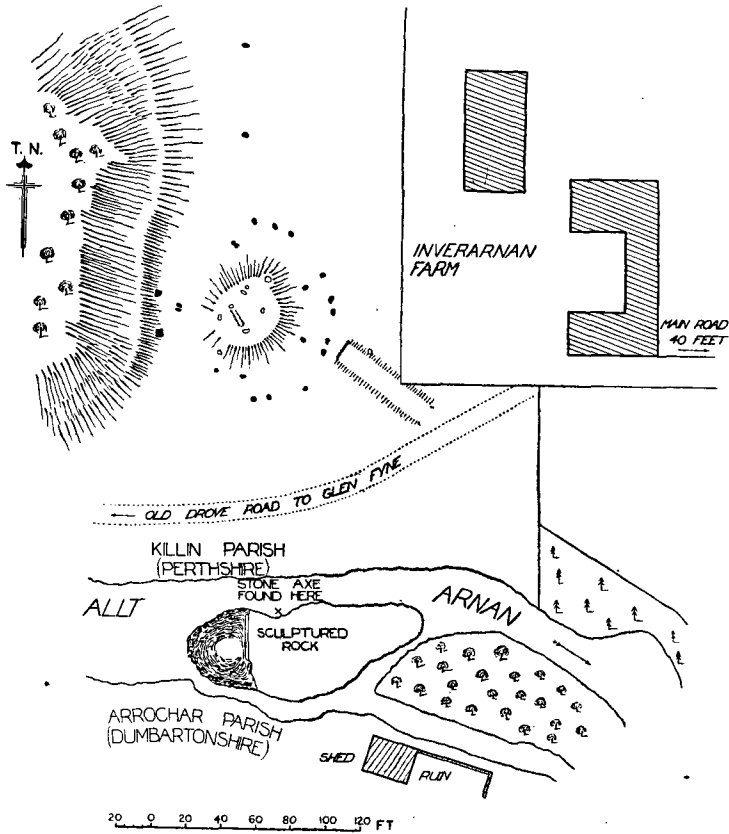 T. N.
INVERARNAN
FARM
MAIN ROAD
40 FEET
OLD DROVE ROAD TO GLEN FYNE
KILLIN PARISH
(PERTHSHIRE)
STONE AXE
FOUND HERE
ALLT
ARNAN
SCULPTURED
ROCK
ARROCHAR PARISH
(DUMBARTONSHIRE)
SHED
RUN
20 0 20 40 60 80 100 120 FT